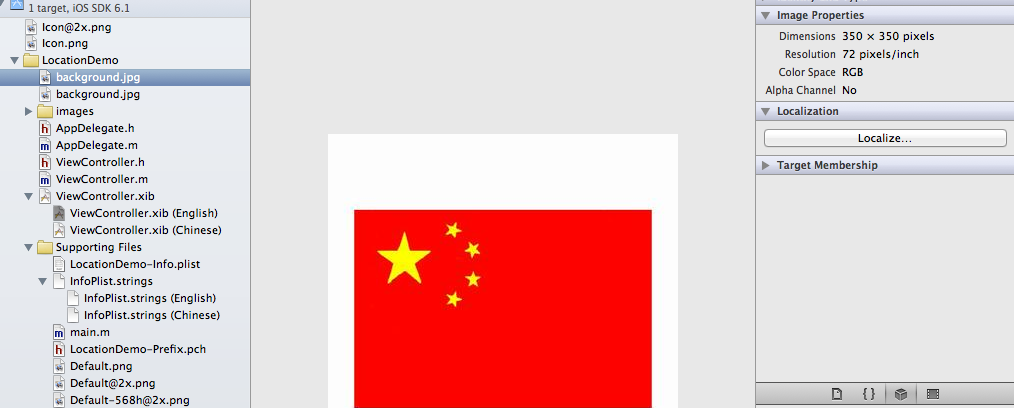 1 target, iOS SDK 6.1
Icon@2x.png
Icon.png
LocationDemo
background.jpg
background.jpg
images
AppDelegate.h
AppDelegate.m
ViewController.h
ViewController.m
ViewController.xib
ViewController.xib (English)
ViewController.xib (Chinese)
Supporting Files
LocationDemo-Info.plist
InfoPlist.strings
InfoPlist.strings (English)
InfoPlist.strings (Chinese)
main.m
LocationDemo-Prefix.pch
Default.png
Default@2x.png
Default-568h@2x.png
Image Properties
Dimensions 350 × 350 pixels
Resolution 72 pixels/inch
Color Space RGB
Alpha Channel No
Localization
Localize...
Target Membership